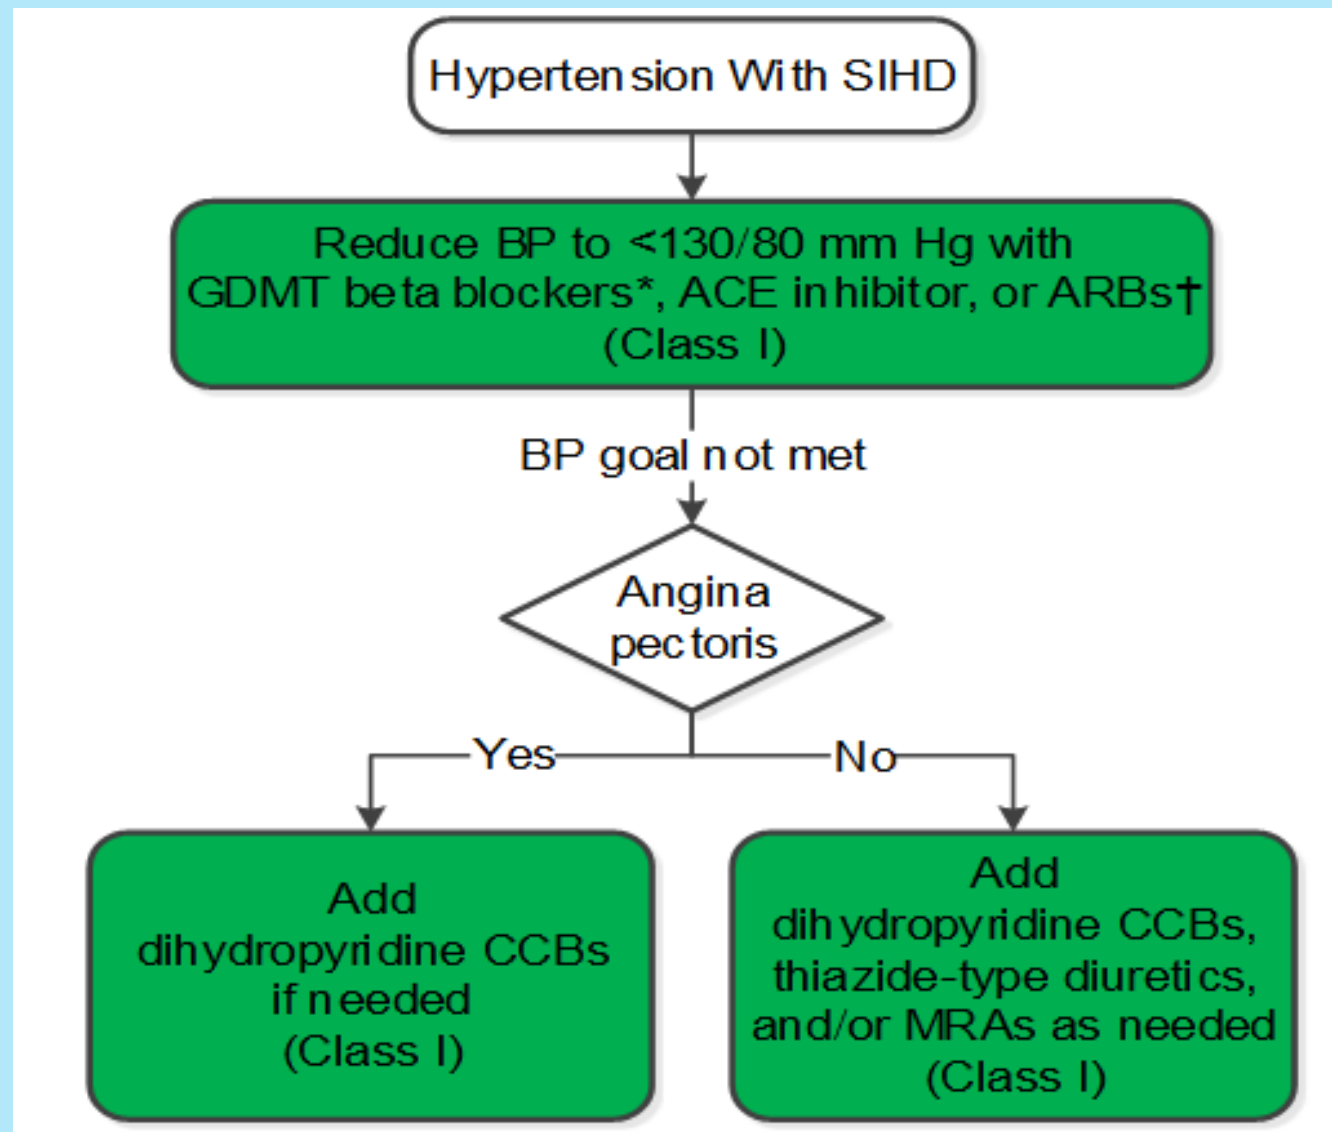 Hypertension With SIHD
Reduce BP to <130/80 mm Hg with
GDMT beta blockers*, ACE inhibitor, or ARBs†
(Class I)
BP goal not met
Angina
pectoris
Yes
No
Add
dihydropyridine CCBs
if needed
(Class I)
Add
dihydropyridine CCBs,
thiazide-type diuretics,
and/or MRAs as needed
(Class I)